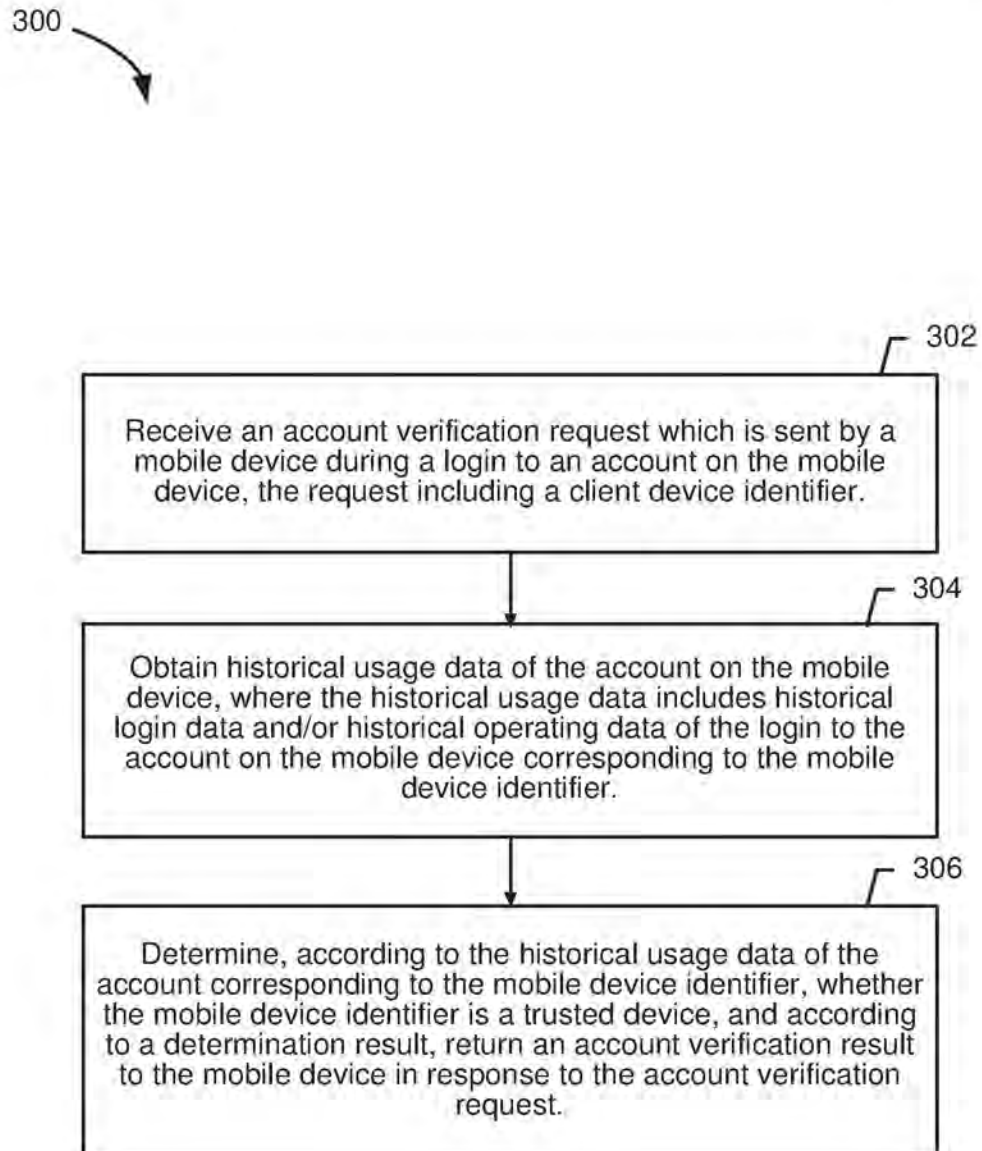 300
302
Receive an account verification request which is sent by a
mobile device during a login to an account on the mobile
device, the request including a client device identifier.
304
Obtain historical usage data of the account on the mobile
device, where the historical usage data includes historical
login data and/or historical operating data of the login to the
account on the mobile device corresponding to the mobile
device identifier.
306
Determine, according to the historical usage data of the
account corresponding to the mobile device identifier, whether
the mobile device identifier is a trusted device, and according
to a determination result, return an account verification result
to the mobile device in response to the account verification
request.